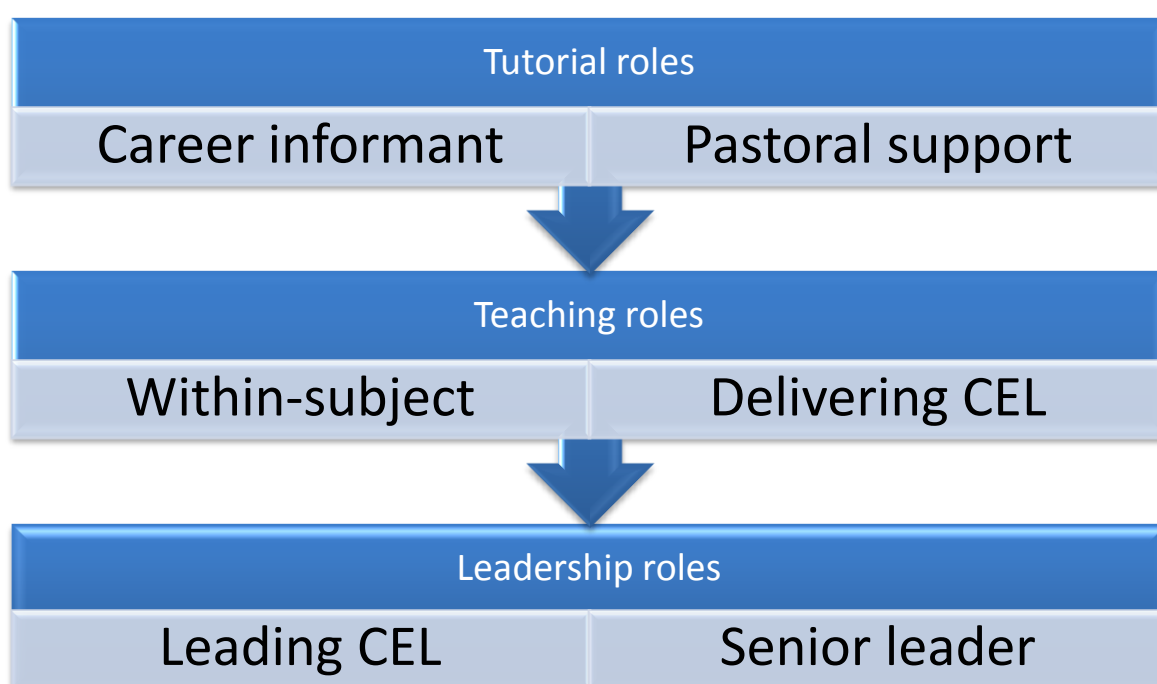 Tutorial roles
Career informant Pastoral support
Teaching roles
Within-subject Delivering CEL
Leadership roles
Leading CEL Senior leader